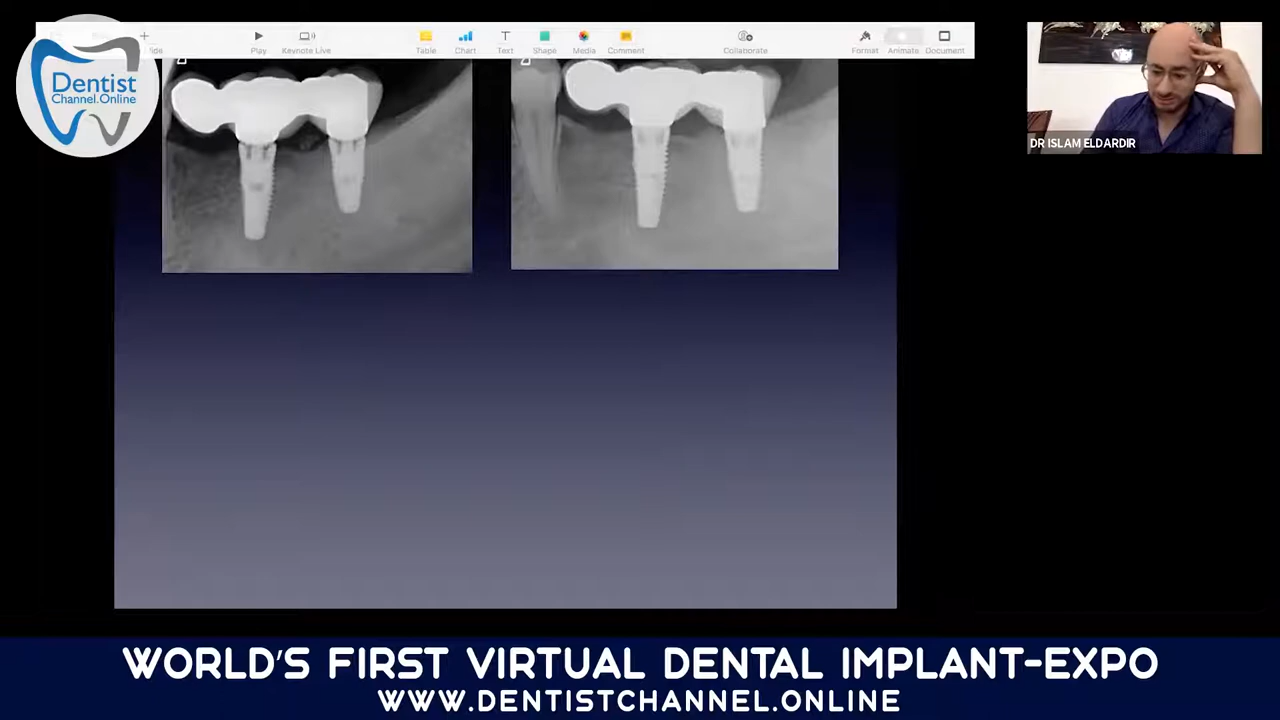 Dentist
Channel.Online
Play
Keynote Live
Table
Chart
Text
Shape
Media
Comment
Collaborate
Format
Animate
Document
DR ISLAM ELDARDIR
WORLD'S FIRST VIRTUAL DENTAL IMPLANT-EXPO
WWW.DENTISTCHANNEL.ONLINE